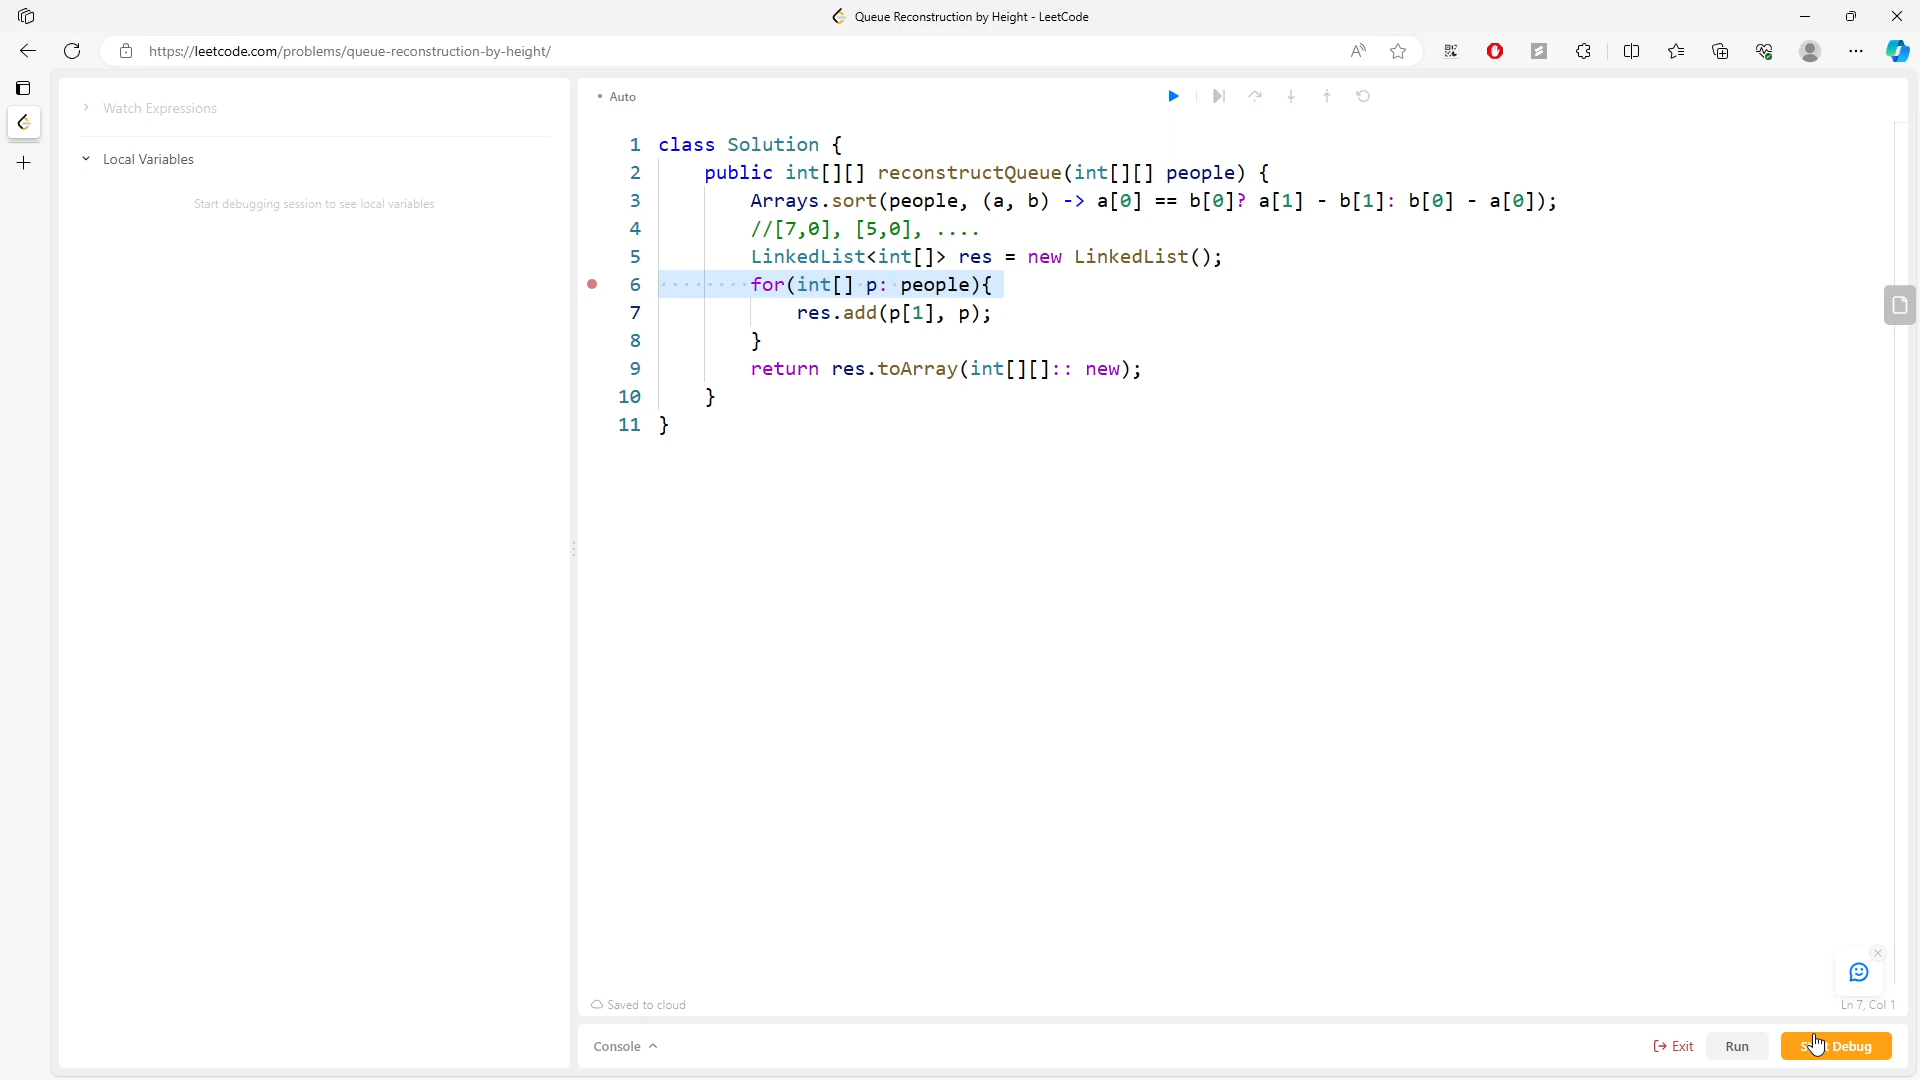 Queue Reconstruction by Height - LeetCode
https://leetcode.com/problems/queue-reconstruction-by-height/
Watch Expressions
Local Variables
Start debugging session to see local variables
• Auto
1 class Solution {
2 public int[][] reconstructQueue(int[][] people) {
3 Arrays.sort(people, (a, b) -> a[0] == b[0]? a[1] - b[1]: b[0] - a[0]);
4 //[7,0], [5,0], ....
5 LinkedList<int[]> res = new LinkedList();
6 for(int[] p: people){
7 res.add(p[1], p);
8 }
9 return res.toArray(int[][]:: new);
10 }
11 }
Saved to cloud
Ln 7, Col 1
Console
Exit
Run
Debug